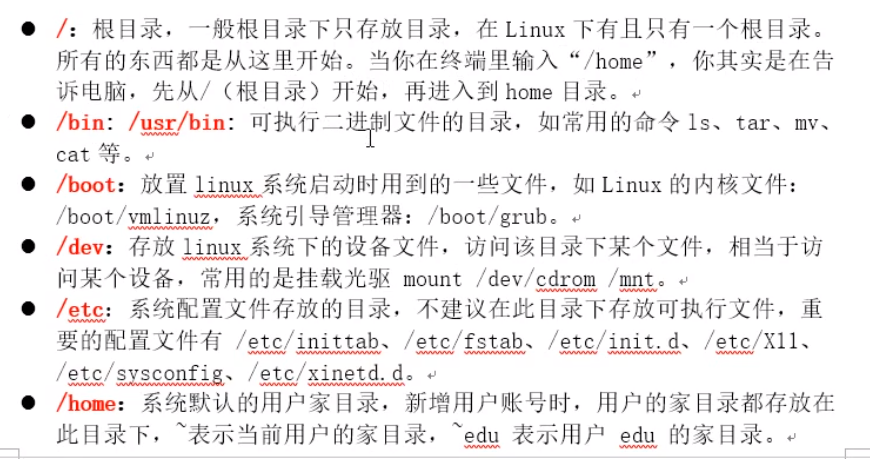 ● /：根目录，一般根目录下只存放目录，在 Linux 下有且只有一个根目录。
所有的东西都是从这里开始。当你在终端里输入“/home”，你其实是在告
诉电脑，先从/（根目录）开始，再进入到 home 目录。
● /bin: /usr/bin: 可执行二进制文件的目录，如常用的命令 ls、tar、mv、
cat 等。
● /boot：放置 linux 系统启动时用到的一些文件，如 Linux 的内核文件：
/boot/vmlinuz，系统引导管理器：/boot/grub。
● /dev：存放 linux 系统下的设备文件，访问该目录下某个文件，相当于访
问某个设备，常用的是挂载光驱 mount /dev/cdrom /mnt。
● /etc：系统配置文件存放的目录，不建议在此目录下存放可执行文件，重
要的配置文件有 /etc/inittab、/etc/fstab、/etc/init.d、/etc/X11、
/etc/sysconfig、/etc/xinetd.d。
● /home：系统默认的用户家目录，新增用户账号时，用户的家目录都存放在
此目录下，~表示当前用户的家目录，~edu 表示用户 edu 的家目录。